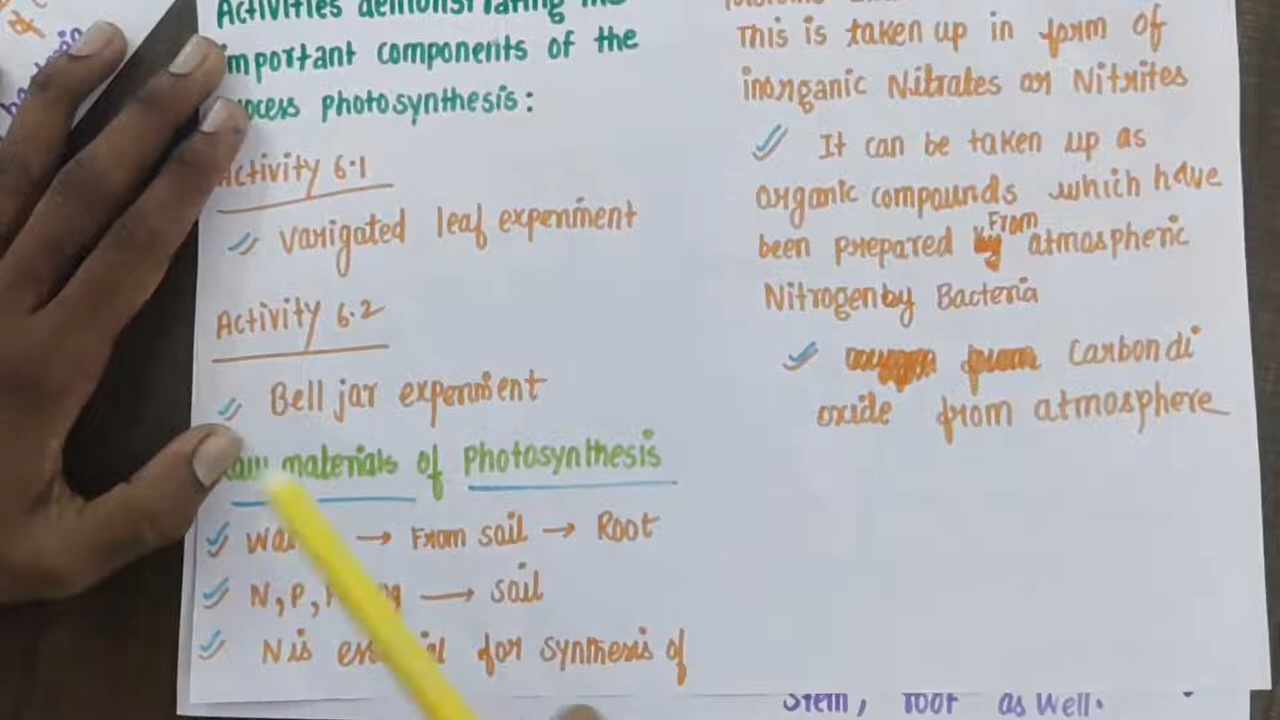 Activities demonstrating the
important components of the
process photosynthesis:
Activity 6.1
varigated leaf experiment
Activity 6.2
Bell jar experiment
Raw materials of Photosynthesis
→ From soil → Root
N, P, → soil
N is for synthesis of
This is taken up in form of
inorganic Nitrates or Nitrites
It can be taken up as
organic compounds which have
been prepared From atmospheric
Nitrogen by Bacteria
Carbondi
oxide from atmosphere
Stem, root as well.